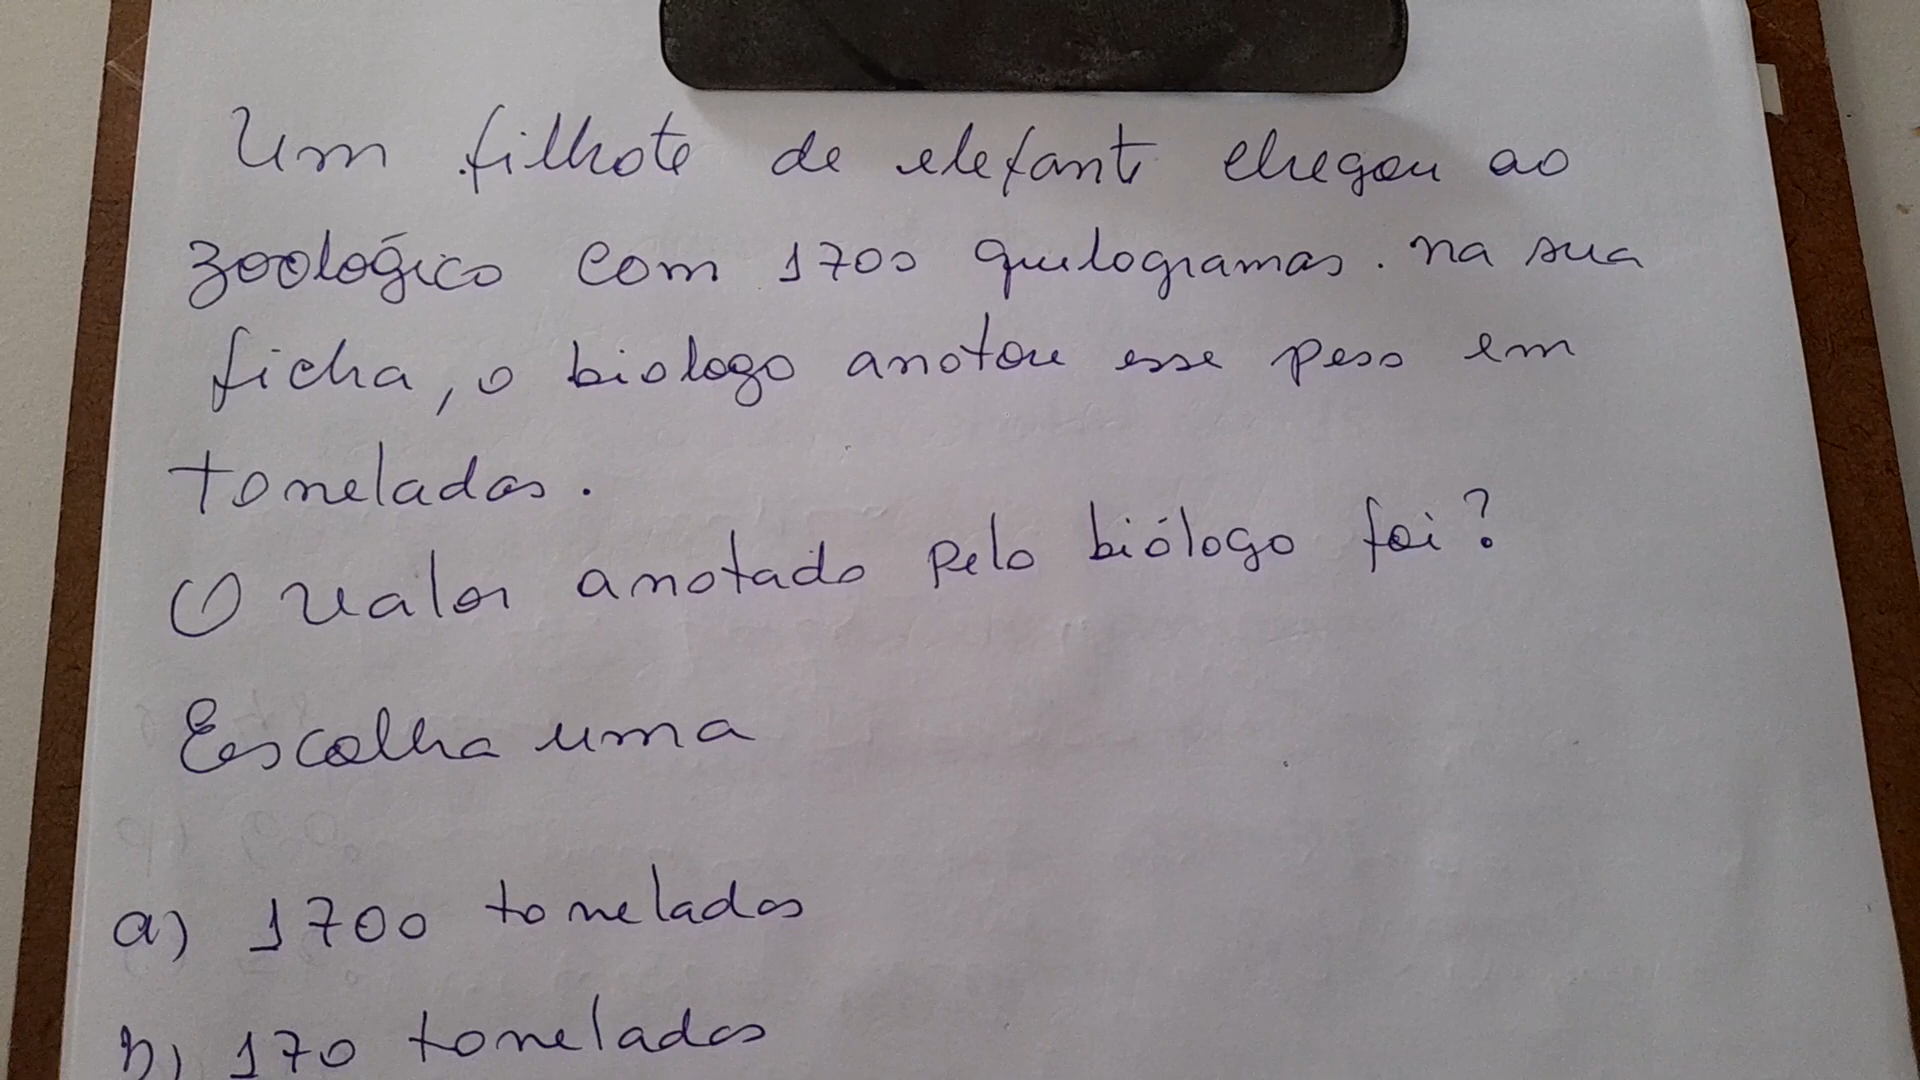 Um filhote de elefant chegou ao
zoológico com 1700 quilogramas. na sua
ficha, o biologo anotou esse peso em
toneladas.
O valor anotado pelo biólogo foi?
Escolha uma
a) 1700 toneladas
b) 170 toneladas